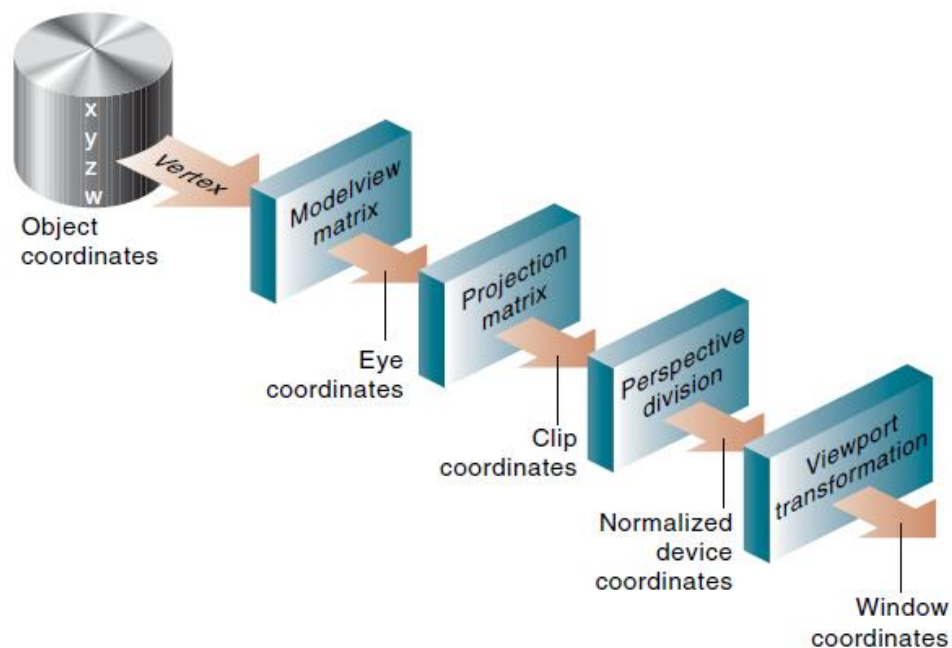 x
y
z
w
Object
coordinates
Vertex
Modelview
matrix
Eye
coordinates
Projection
matrix
Clip
coordinates
Perspective
division
Normalized
device
coordinates
Viewport
transformation
Window
coordinates